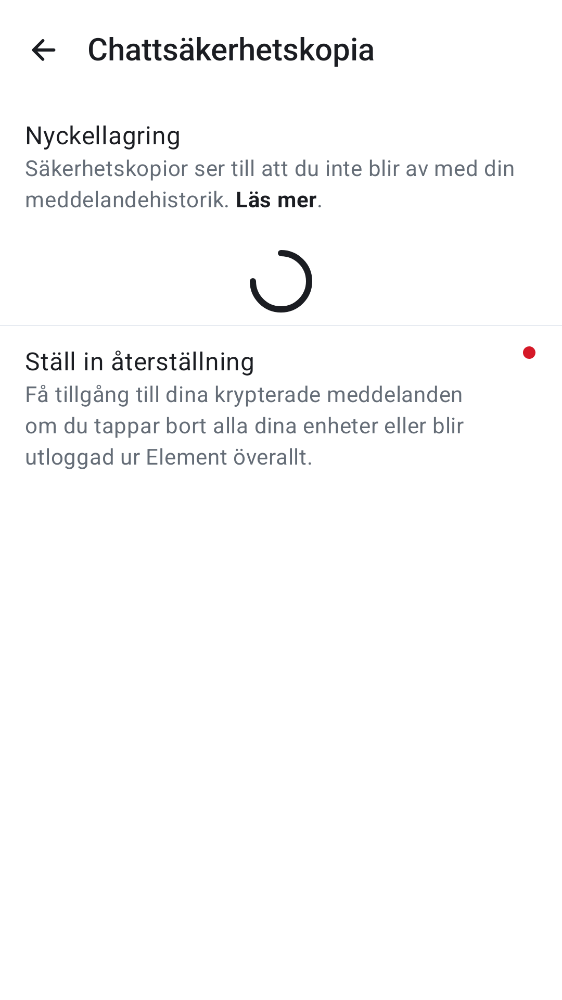 Chattsäkerhetskopia
Nyckellagring
Säkerhetskopior ser till att du inte blir av med din
meddelandehistorik. Läs mer.
Ställ in återställning
Få tillgång till dina krypterade meddelanden
om du tappar bort alla dina enheter eller blir
utloggad ur Element överallt.